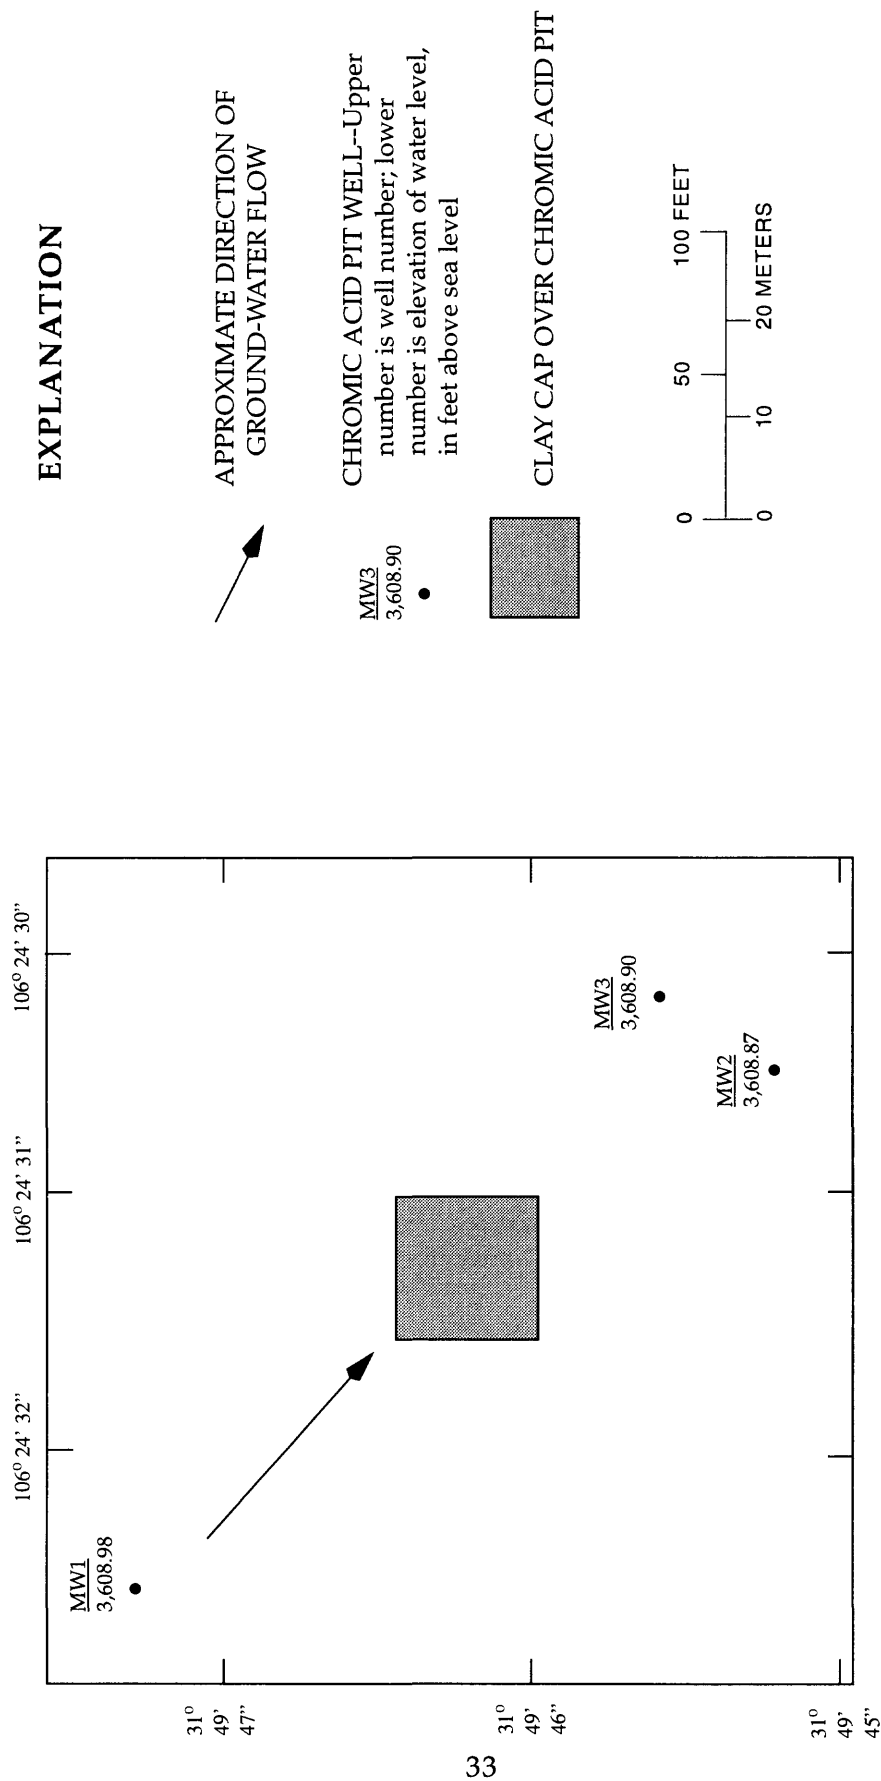 106° 24' 32"
106° 24' 31"
106° 24' 30"
31°
49'
47"
31°
49'
46"
31°
49'
45"
MW1
3,608.98
MW3
3,608.90
MW2
3,608.87
EXPLANATION
APPROXIMATE DIRECTION OF
GROUND-WATER FLOW
MW3
3,608.90
CHROMIC ACID PIT WELL--Upper
number is well number; lower
number is elevation of water level,
in feet above sea level
CLAY CAP OVER CHROMIC ACID PIT
0 50 100 FEET
0 10 20 METERS
33